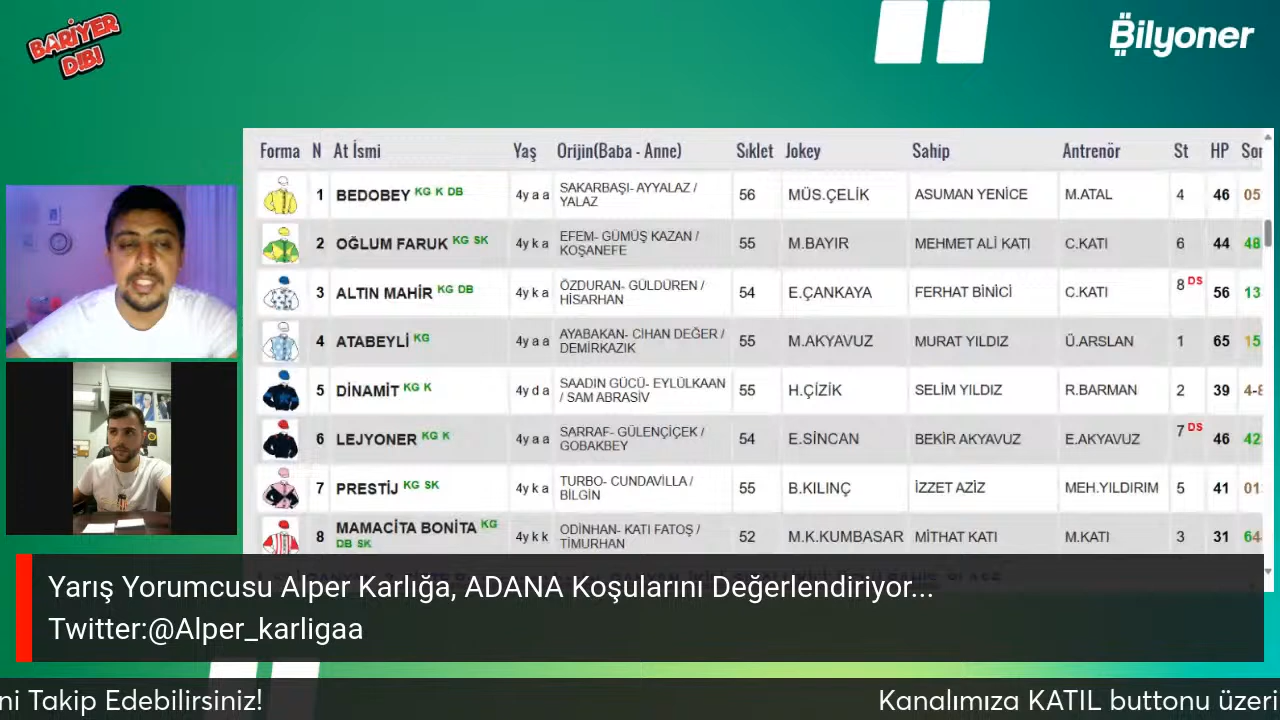 BARİYER
DİBİ
Bilyoner
Forma N At İsmi Yaş Orijin(Baba - Anne) Sıklet Jokey Sahip Antrenör St HP Son
1 BEDOBEY KG K DB 4y a a SAKARBAŞI- AYYALAZ / YALAZ 56 MÜS.ÇELİK ASUMAN YENİCE M.ATAL 4 46 05
2 OĞLUM FARUK KG SK 4y k a EFEM- GÜMÜŞ KAZAN / KOŞANEFE 55 M.BAYIR MEHMET ALİ KATI C.KATI 6 44 48
3 ALTIN MAHİR KG DB 4y k a ÖZDURAN- GÜLDÜREN / HİSARHAN 54 E.ÇANKAYA FERHAT BİNİCİ C.KATI 8 DS 56 13
4 ATABEYLİ KG 4y a a AYABAKAN- CİHAN DEĞER / DEMİRKAZIK 55 M.AKYAVUZ MURAT YILDIZ Ü.ARSLAN 1 65 15
5 DİNAMİT KG K 4y d a SAADIN GÜCÜ- EYLÜLKAAN / SAM ABRASİV 55 H.ÇİZİK SELİM YILDIZ R.BARMAN 2 39 4-8
6 LEJYONER KG K 4y a a SARRAF- GÜLENÇİÇEK / GOBAKBEY 54 E.SİNCAN BEKİR AKYAVUZ E.AKYAVUZ 7 DS 46 42
7 PRESTİJ KG SK 4y k a TURBO- CUNDAVİLLA / BİLGİN 55 B.KILINÇ İZZET AZİZ MEH.YILDIRIM 5 41 01
8 MAMACİTA BONİTA KG DB SK 4y k k ODİNHAN- KATI FATOŞ / TİMURHAN 52 M.K.KUMBASAR MİTHAT KATI M.KATI 3 31 64
Yarış Yorumcusu Alper Karlığa, ADANA Koşularını Değerlendiriyor...
Twitter:@Alper_karligaa
ni Takip Edebilirsiniz! Kanalımıza KATIL buttonu üzeri